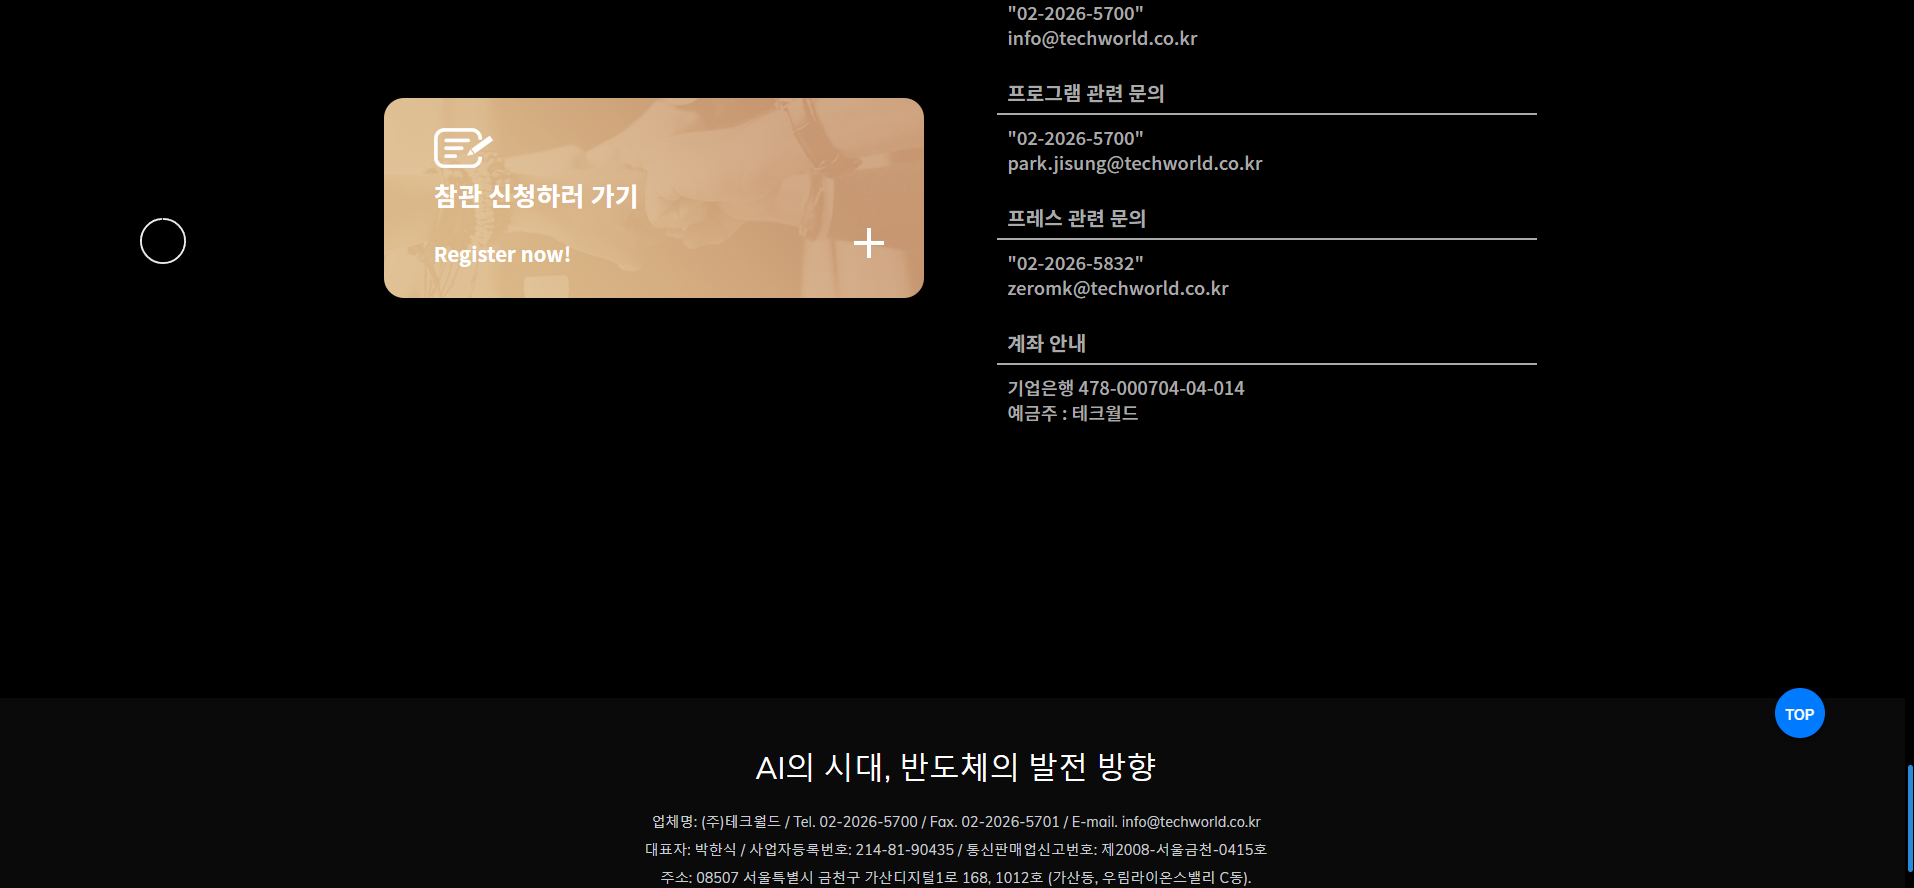 "02-2026-5700"
info@techworld.co.kr
프로그램 관련 문의
"02-2026-5700"
park.jisung@techworld.co.kr
프레스 관련 문의
"02-2026-5832"
zeromk@techworld.co.kr
계좌 안내
기업은행 478-000704-04-014
예금주 : 테크월드
참관 신청하러 가기
Register now!
TOP
AI의 시대, 반도체의 발전 방향
업체명: (주)테크월드 / Tel. 02-2026-5700 / Fax. 02-2026-5701 / E-mail. info@techworld.co.kr
대표자: 박한식 / 사업자등록번호: 214-81-90435 / 통신판매업신고번호: 제2008-서울금천-0415호
주소: 08507 서울특별시 금천구 가산디지털1로 168, 1012호 (가산동, 우림라이온스밸리 C동).